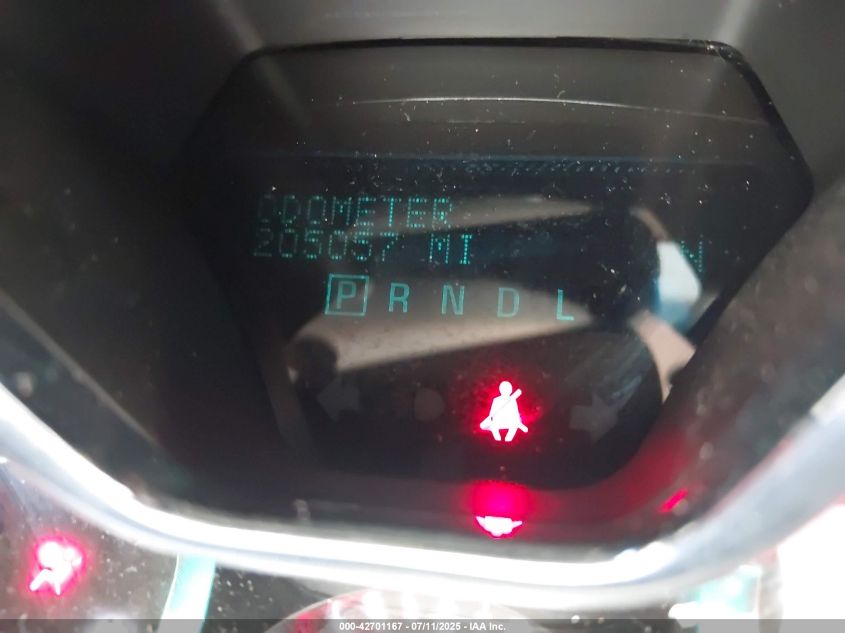 ODOMETER
205057 MI
N
P R N D L
000-42701167 - 07/11/2025 - IAA Inc.